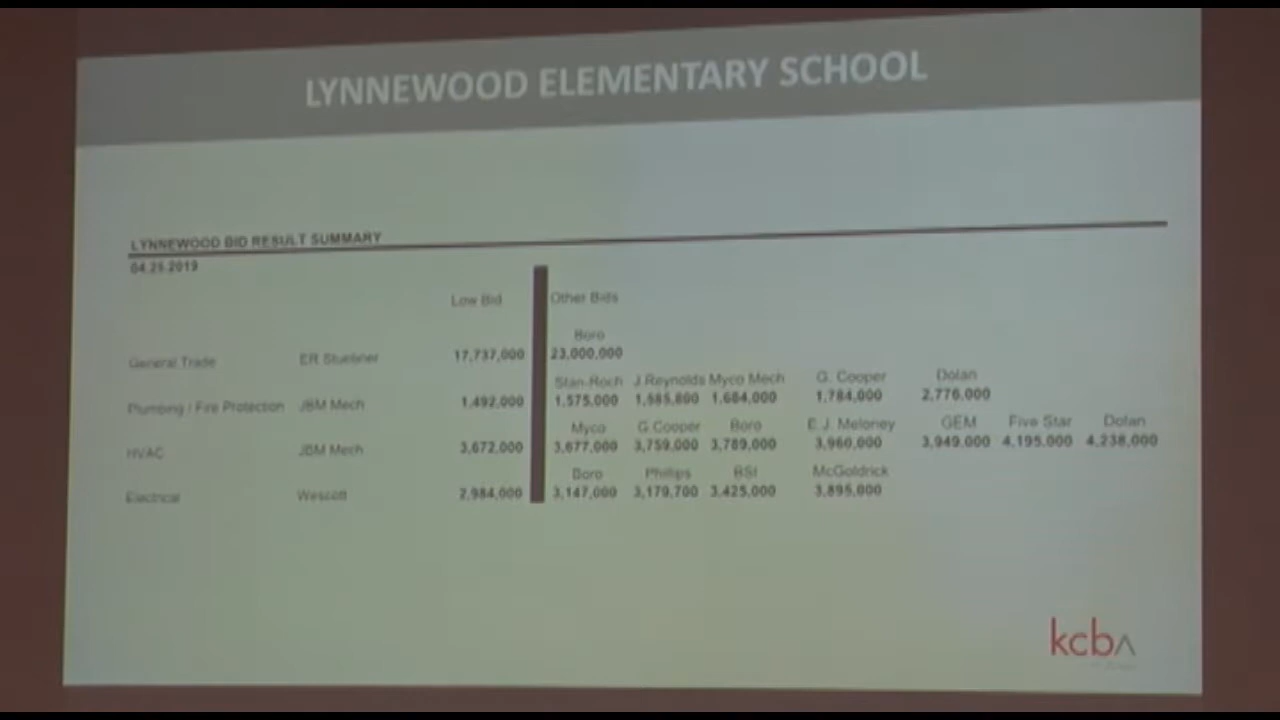 LYNNEWOOD ELEMENTARY SCHOOL
LYNNEWOOD BID RESULT SUMMARY
04.25.2019
Low Bid Other Bids
Boro
General Trade ER Stuebner 17,737,000 23,000,000
Stan-Roch J.Reynolds Myco Mech G. Cooper Dolan
Plumbing / Fire Protection JBM Mech 1,492,000 1,575,000 1,585,800 1,684,000 1,784,000 2,776,000
Myco G.Cooper Boro E.J. Meloney GEM Five Star Dolan
HVAC JBM Mech 3,672,000 3,677,000 3,759,000 3,789,000 3,960,000 3,949,000 4,195,000 4,238,000
Boro Phillips BSI McGoldrick
Electrical Wescott 2,984,000 3,147,000 3,179,700 3,425,000 3,895,000
kcba